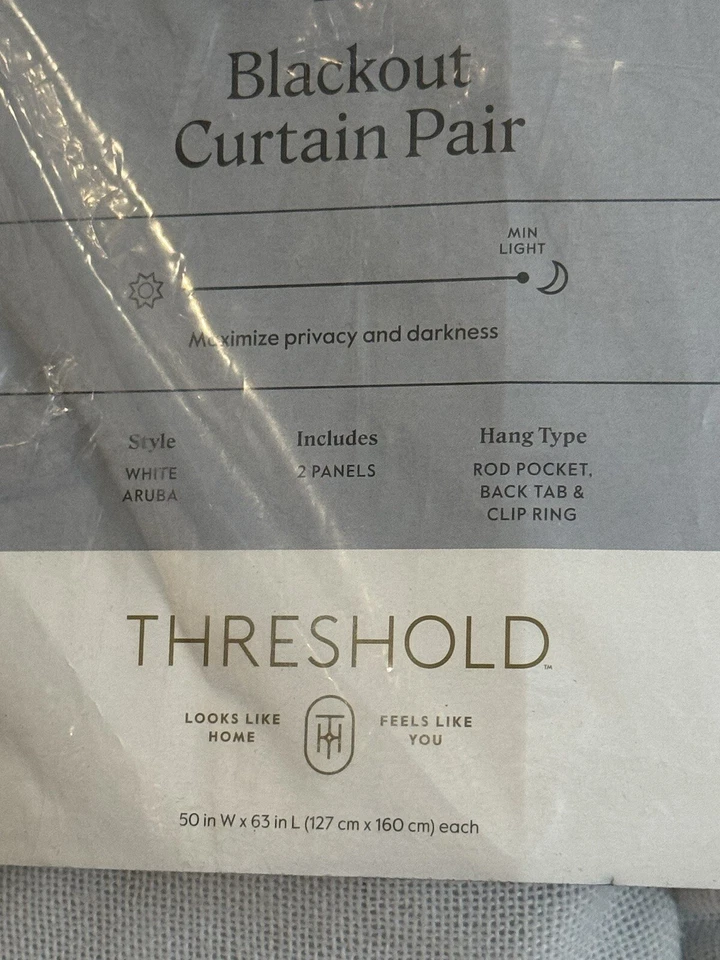 Blackout
Curtain Pair
MIN
LIGHT
Maximize privacy and darkness
Style
WHITE
ARUBA
Includes
2 PANELS
Hang Type
ROD POCKET,
BACK TAB &
CLIP RING
THRESHOLD™
LOOKS LIKE
HOME
TH
FEELS LIKE
YOU
50 in W x 63 in L (127 cm x 160 cm) each